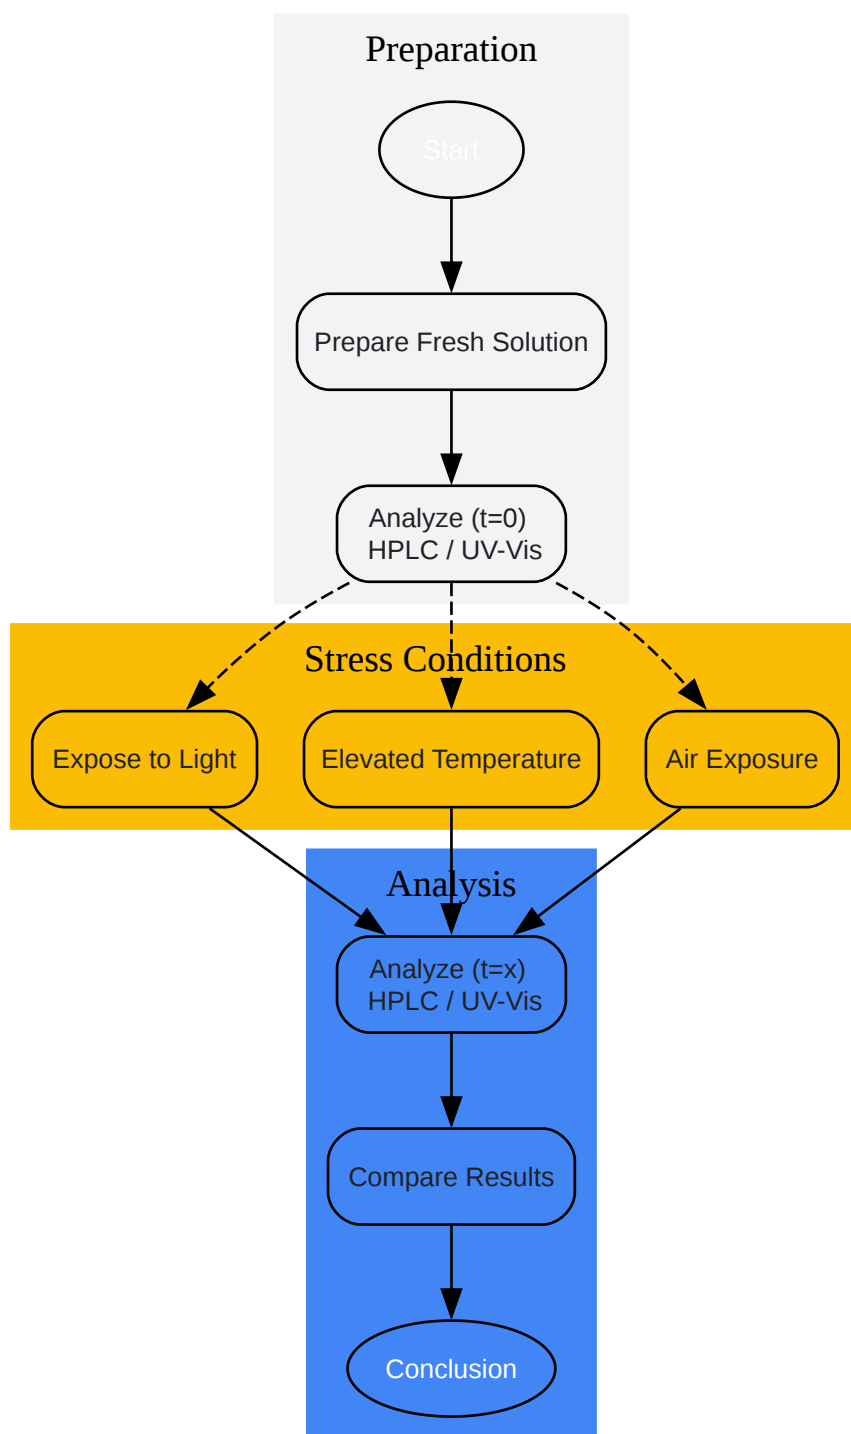 Preparation
Start
Prepare Fresh Solution
Analyze (t=0)
HPLC / UV-Vis
Stress Conditions
Expose to Light
Elevated Temperature
Air Exposure
Analysis
Analyze (t=x)
HPLC / UV-Vis
Compare Results
Conclusion